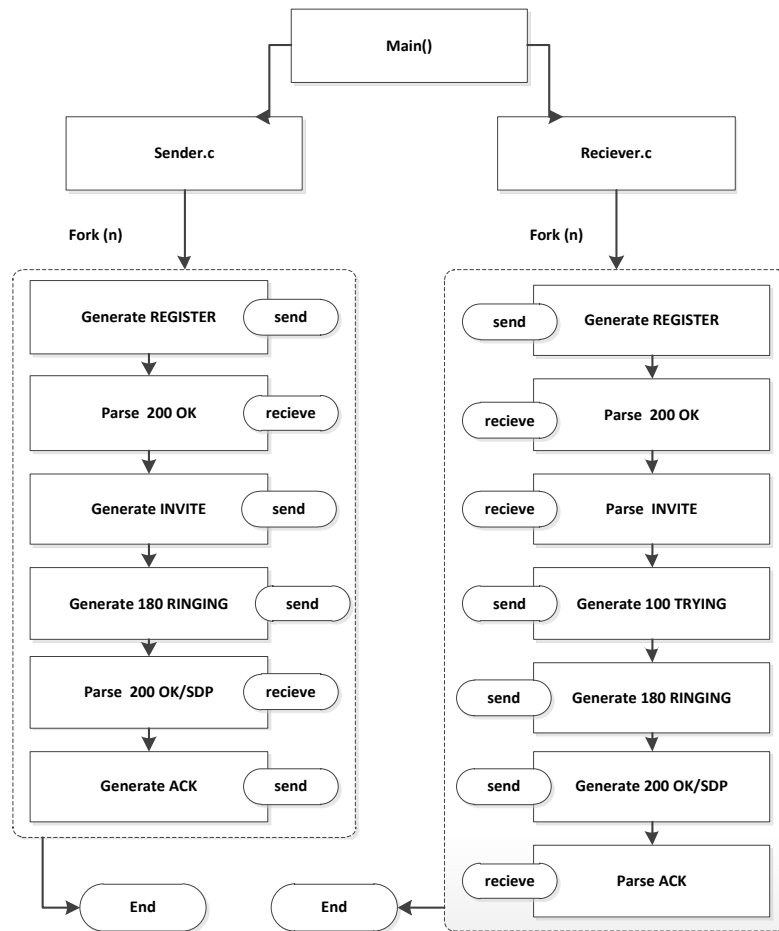 Main()
Sender.c
Reciever.c
Fork (n)
Fork (n)
Generate REGISTER
send
Parse  200 OK
recieve
Generate INVITE
send
Generate 180 RINGING
send
Parse  200 OK/SDP
recieve
Generate ACK
send
End
send
Generate REGISTER
recieve
Parse  200 OK
recieve
Parse  INVITE
send
Generate 100 TRYING
send
Generate 180 RINGING
send
Generate 200 OK/SDP
recieve
Parse ACK
End